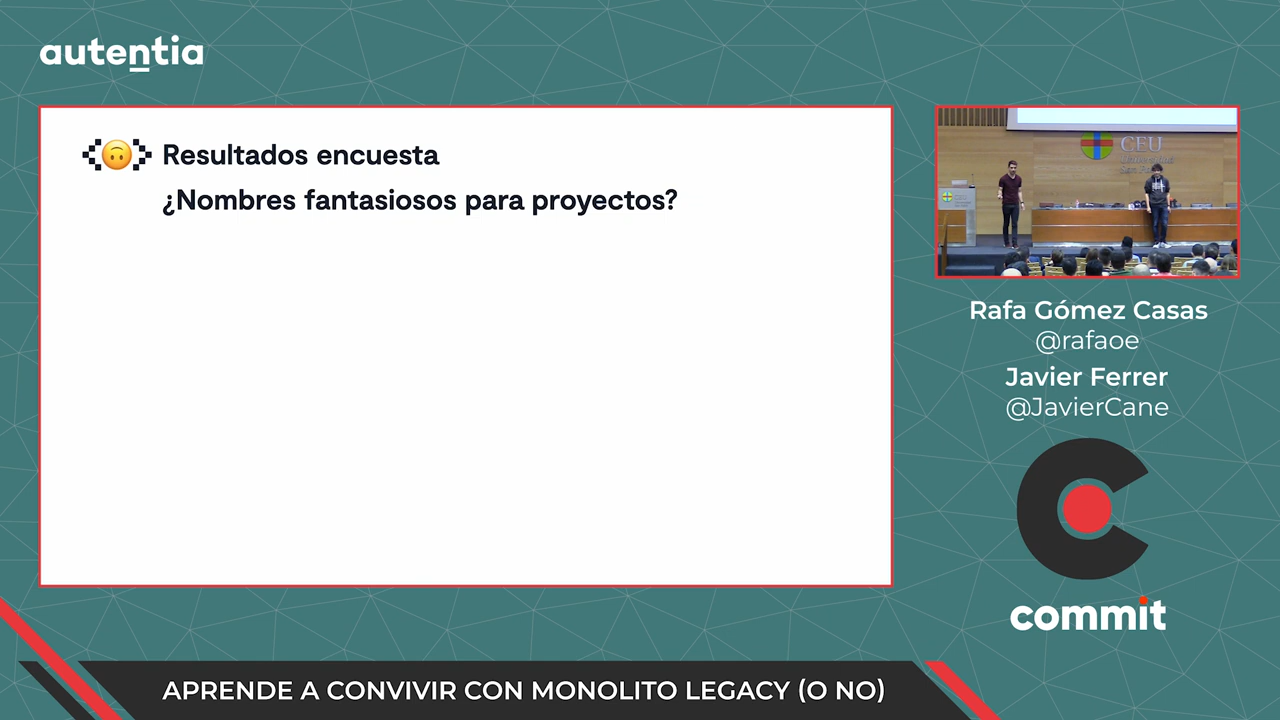 autentia
Resultados encuesta
¿Nombres fantasiosos para proyectos?
CEU
Rafa Gómez Casas
@rafaoe
Javier Ferrer
@JavierCane
commit
APRENDE A CONVIVIR CON MONOLITO LEGACY (O NO)